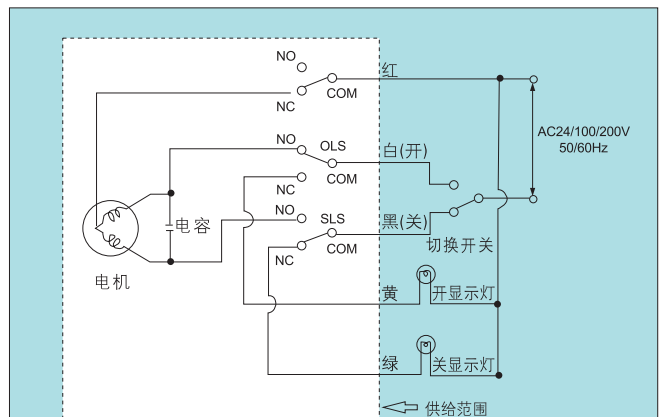 NO
红
NC
COM
AC24/100/200V
50/60Hz
NO
OLS
白(开)
NC
COM
NO
SLS
黑(关)
电容
COM
切换开关
NC
电机
黄
开显示灯
绿
关显示灯
供给范围